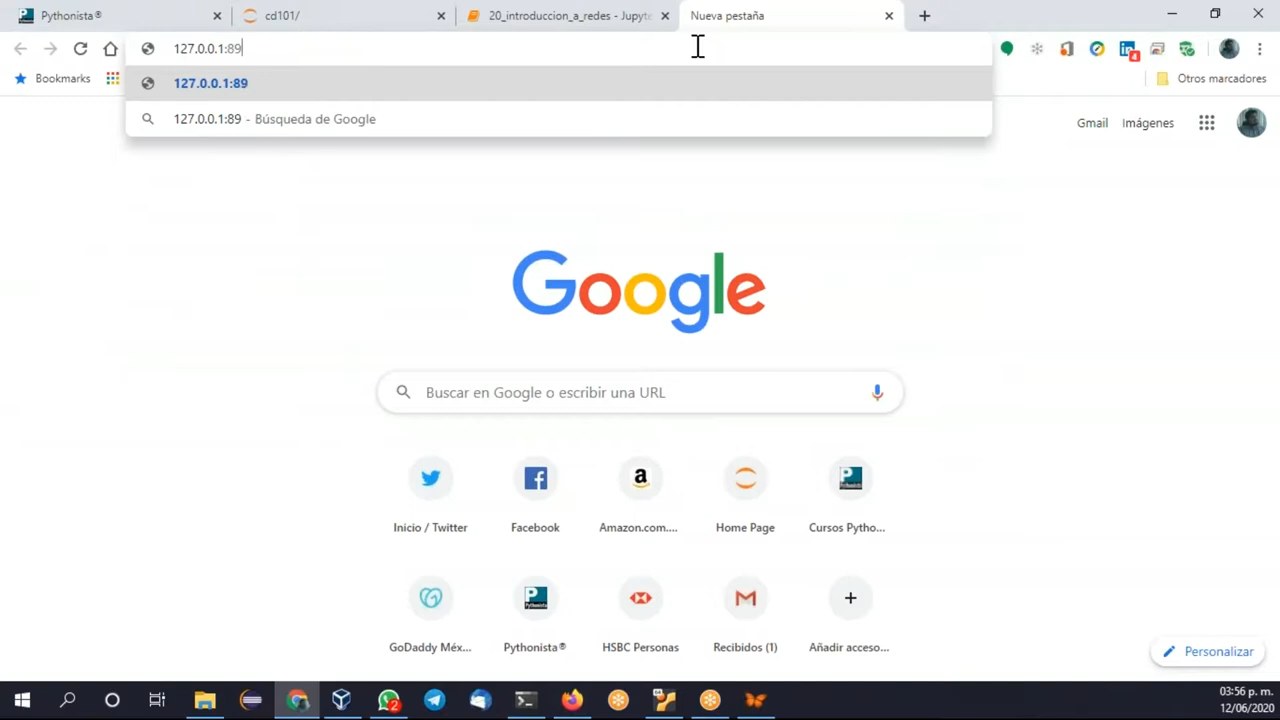 Pythonista®
cd101/
20_introduccion_a_redes - Jupyte
Nueva pestaña
127.0.0.1:89
4
Bookmarks
Otros marcadores
127.0.0.1:89
127.0.0.1:89 - Búsqueda de Google
Gmail
Imágenes
Google
Buscar en Google o escribir una URL
a
Inicio / Twitter
Facebook
Amazon.com....
Home Page
Cursos Pytho...
GoDaddy Méx...
Pythonista®
HSBC Personas
Recibidos (1)
Añadir acceso...
Personalizar
2
03:56 p. m.
12/06/2020